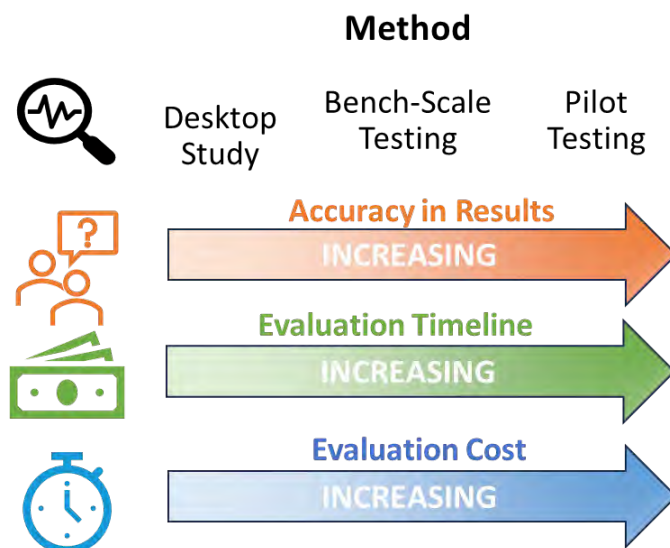 Method
Desktop
Study
Bench-Scale
Testing
Pilot
Testing
?
Accuracy in Results
INCREASING
Evaluation Timeline
INCREASING
Evaluation Cost
INCREASING